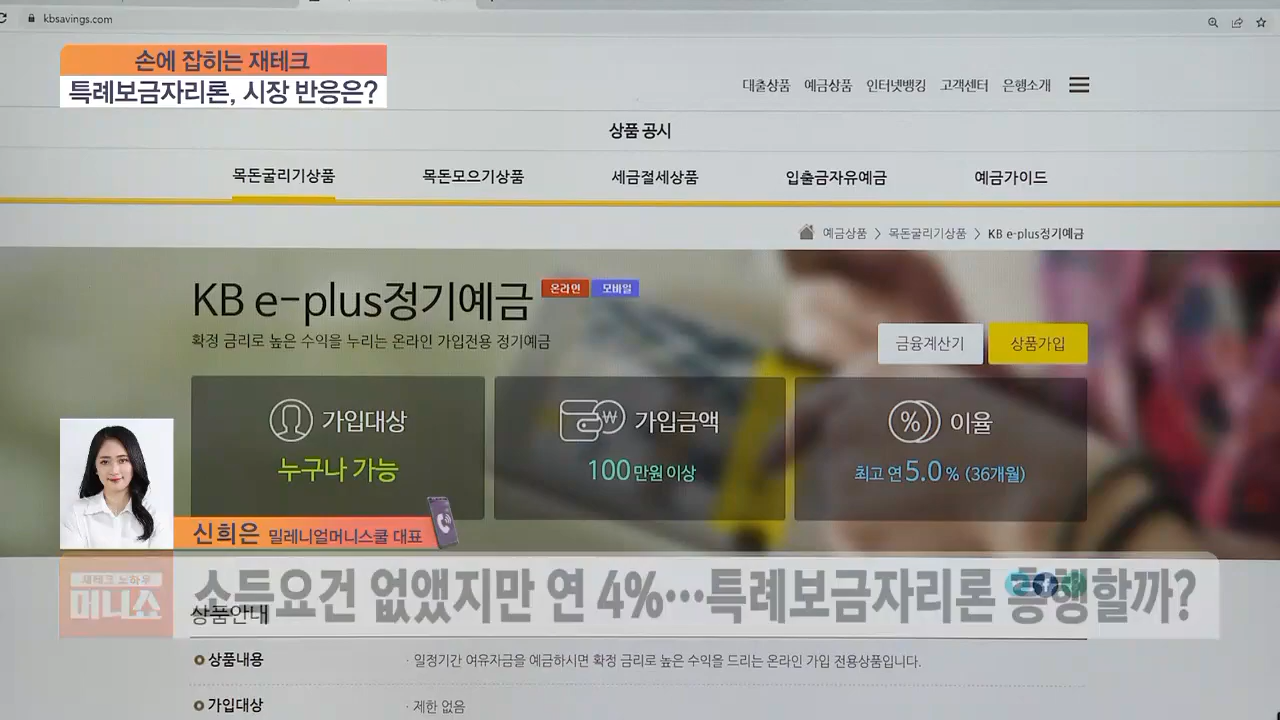 kbsavings.com
손에 잡히는 재테크
특례보금자리론, 시장 반응은?
대출상품 예금상품 인터넷뱅킹 고객센터 은행소개
상품 공시
목돈굴리기상품 목돈모으기상품 세금절세상품 입출금자유예금 예금가이드
예금상품 > 목돈굴리기상품 > KB e-plus정기예금
KB e-plus정기예금 온라인 모바일
확정 금리로 높은 수익을 누리는 온라인 가입전용 정기예금
금융계산기 상품가입
가입대상 가입금액 이율
누구나 가능 100만원 이상 최고 연 5.0 % (36개월)
신희은 밀레니얼머니스쿨 대표
재테크 노하우
머니쇼
소득요건 없앴지만 연 4%…특례보금자리론 흥행할까?
상품안내
상품내용 · 일정기간 여유자금을 예금하시면 확정 금리로 높은 수익을 드리는 온라인 가입 전용상품입니다.
가입대상 · 제한 없음